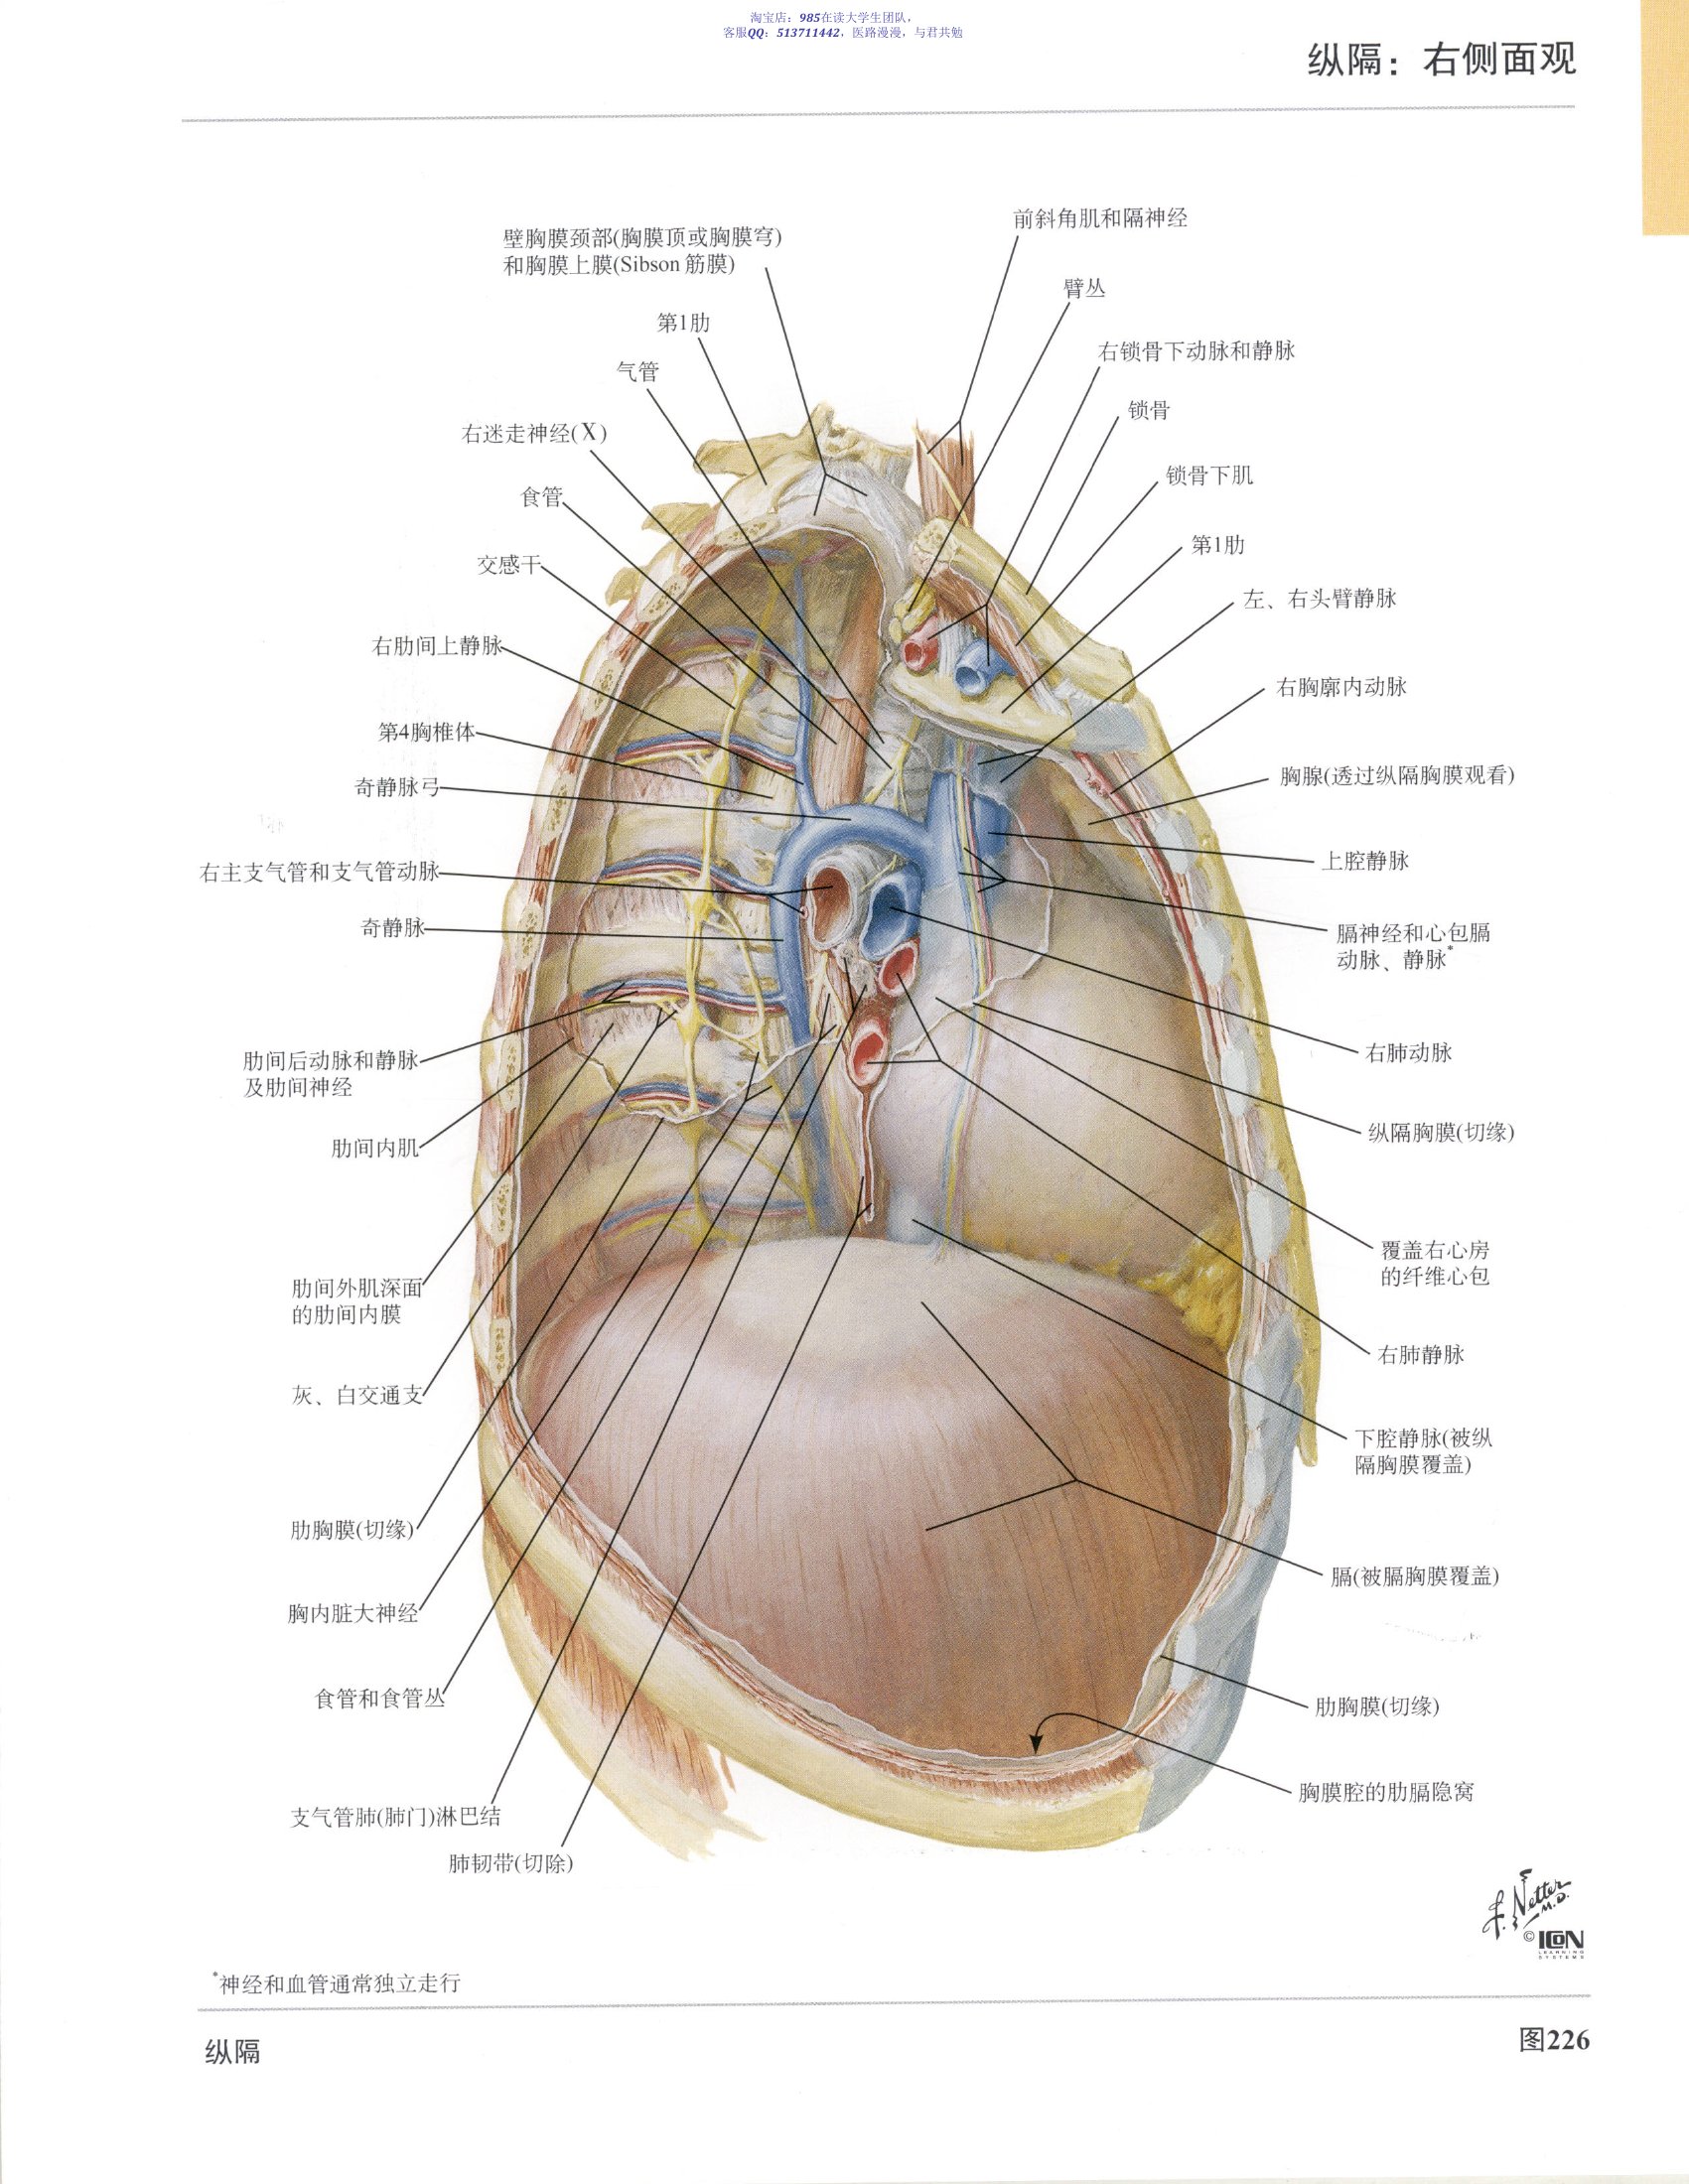 淘宝店：985在读大学生团队，
客服QQ：513711442，医路漫漫，与君共勉
纵隔：右侧面观
前斜角肌和隔神经
壁胸膜颈部(胸膜顶或胸膜穹)
和胸膜上膜(Sibson 筋膜)
臂丛
第1肋
右锁骨下动脉和静脉
气管
锁骨
右迷走神经(X)
锁骨下肌
食管
第1肋
交感干
左、右头臂静脉
右肋间上静脉
右胸廓内动脉
第4胸椎体
胸腺(透过纵隔胸膜观看)
奇静脉弓
上腔静脉
右主支气管和支气管动脉
奇静脉
膈神经和心包膈
动脉、静脉*
右肺动脉
肋间后动脉和静脉
及肋间神经
纵隔胸膜(切缘)
肋间内肌
覆盖右心房
的纤维心包
肋间外肌深面
的肋间内膜
右肺静脉
灰、白交通支
下腔静脉(被纵
隔胸膜覆盖)
肋胸膜(切缘)
膈(被膈胸膜覆盖)
胸内脏大神经
食管和食管丛
肋胸膜(切缘)
胸膜腔的肋膈隐窝
支气管肺(肺门)淋巴结
肺韧带(切除)
F. Netter M.D.
© ICON
LEARNING
SYSTEMS
*神经和血管通常独立走行
纵隔
图226